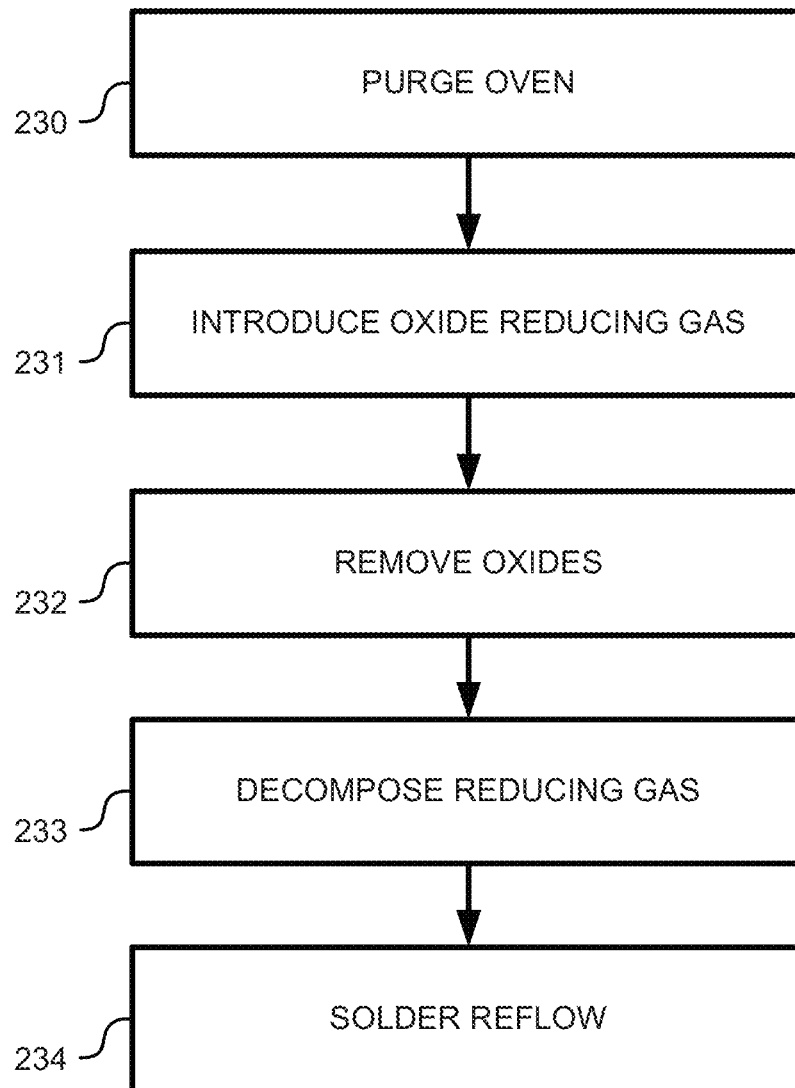 PURGE OVEN
230
INTRODUCE OXIDE REDUCING GAS
231
REMOVE OXIDES
232
DECOMPOSE REDUCING GAS
233
SOLDER REFLOW
234